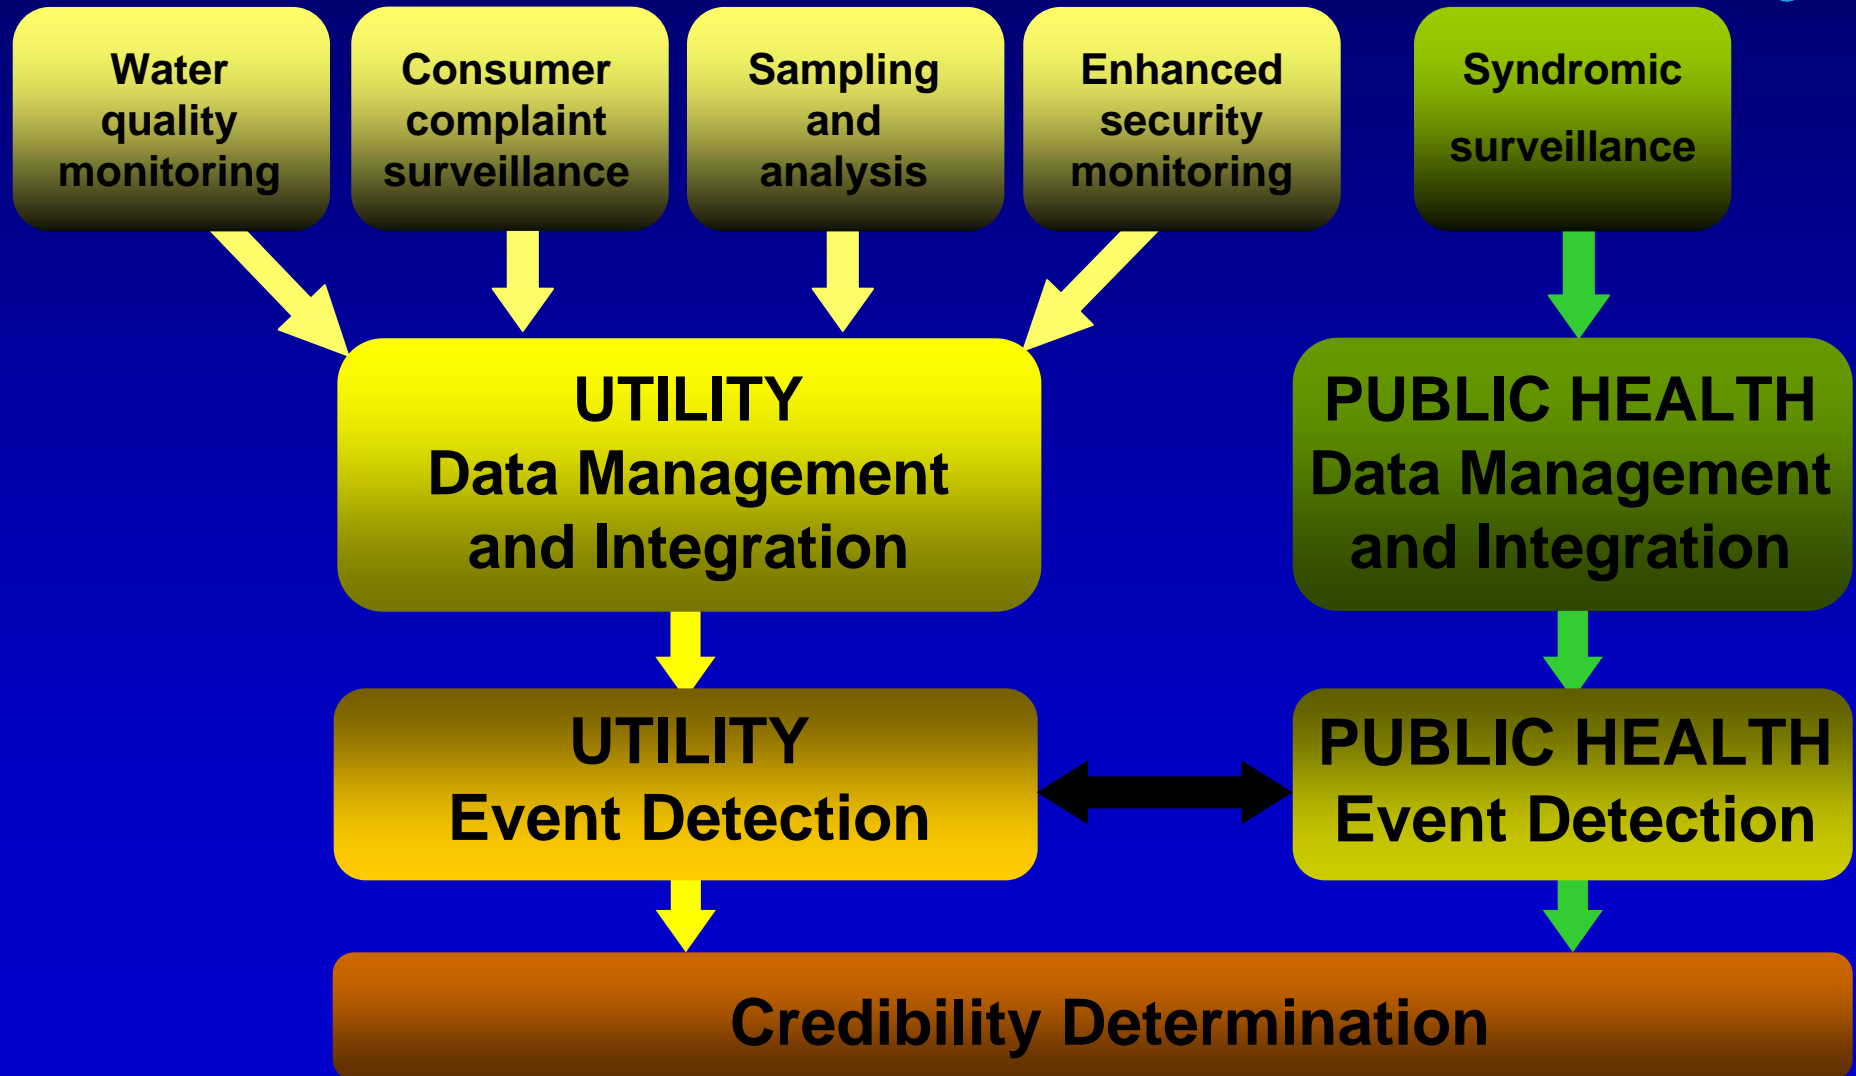 Water
quality
monitoring
Consumer
complaint
surveillance
Sampling
and
analysis
Enhanced
security
monitoring
Syndromic
surveillance
UTILITY
Data Management
and Integration
PUBLIC HEALTH
Data Management
and Integration
UTILITY
Event Detection
PUBLIC HEALTH
Event Detection
Credibility Determination